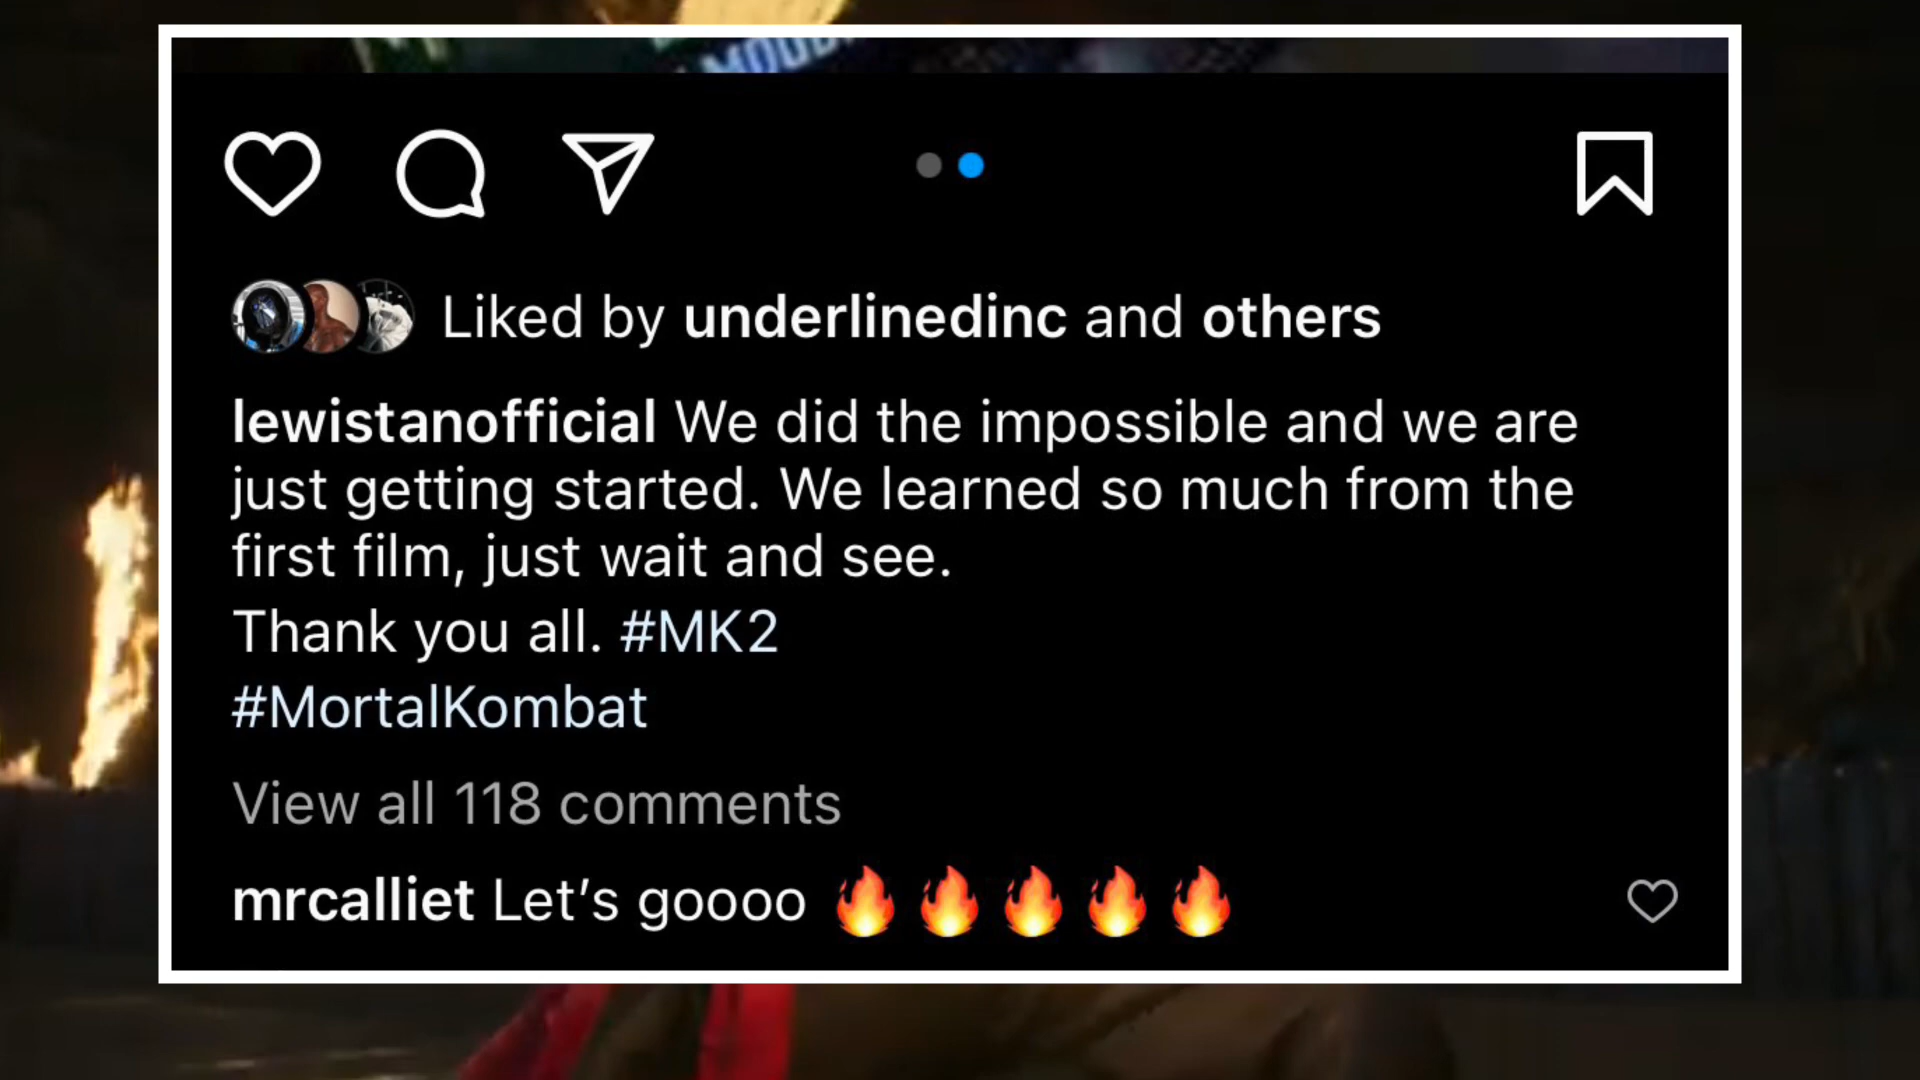 Liked by underlinedinc and others
lewistanofficial We did the impossible and we are
just getting started. We learned so much from the
first film, just wait and see.
Thank you all. #MK2
#MortalKombat
View all 118 comments
mrcalliet Let's goooo 🔥🔥🔥🔥🔥